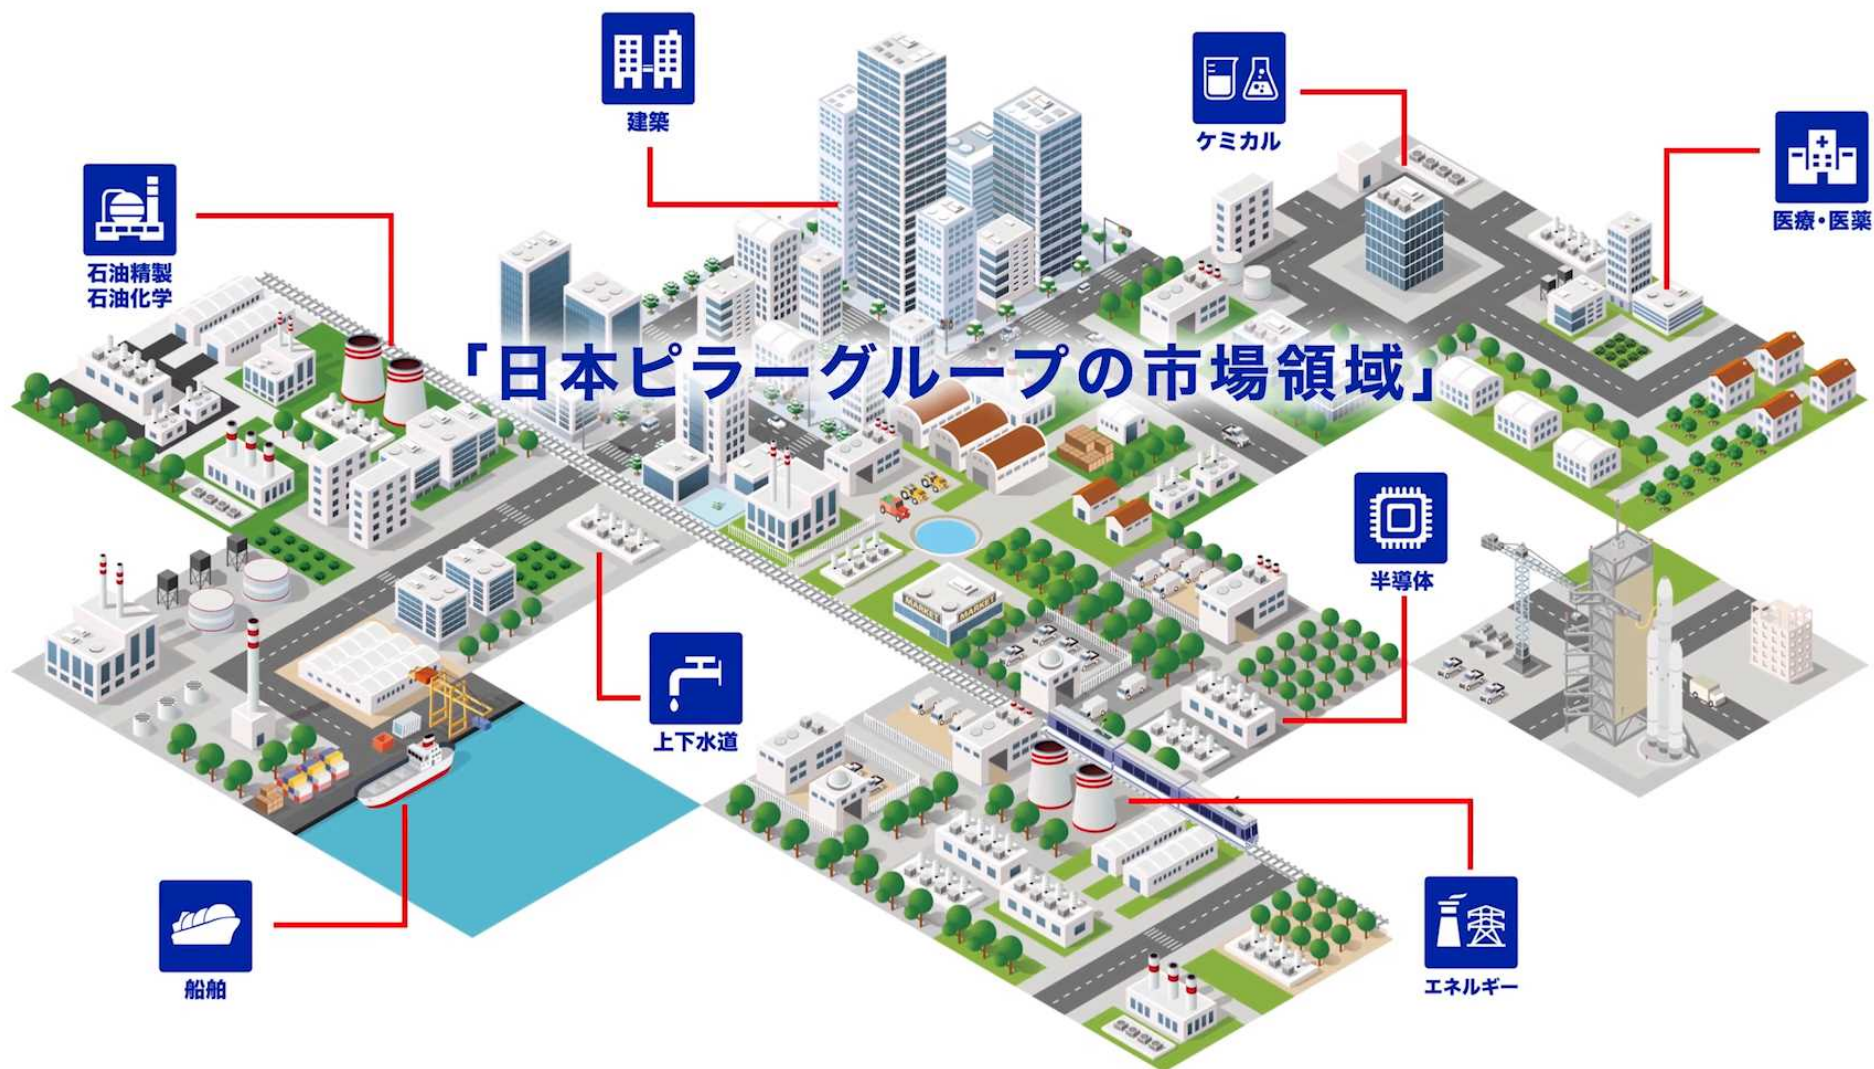 建築
ケミカル
医療・医薬
石油精製
石油化学
「日本ピラーグループの市場領域」
半導体
MARKET MARKET
上下水道
船舶
エネルギー